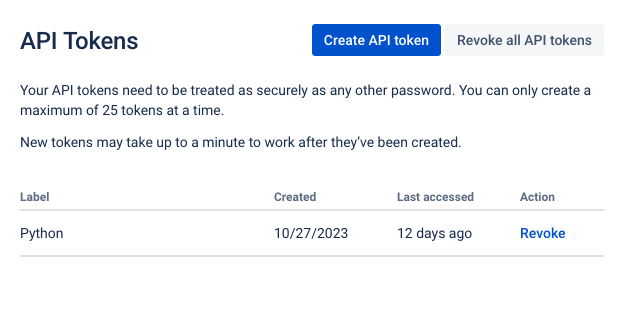 API Tokens
Create API token
Revoke all API tokens
Your API tokens need to be treated as securely as any other password. You can only create a
maximum of 25 tokens at a time.
New tokens may take up to a minute to work after they’ve been created.
Label Created Last accessed Action
Python 10/27/2023 12 days ago Revoke